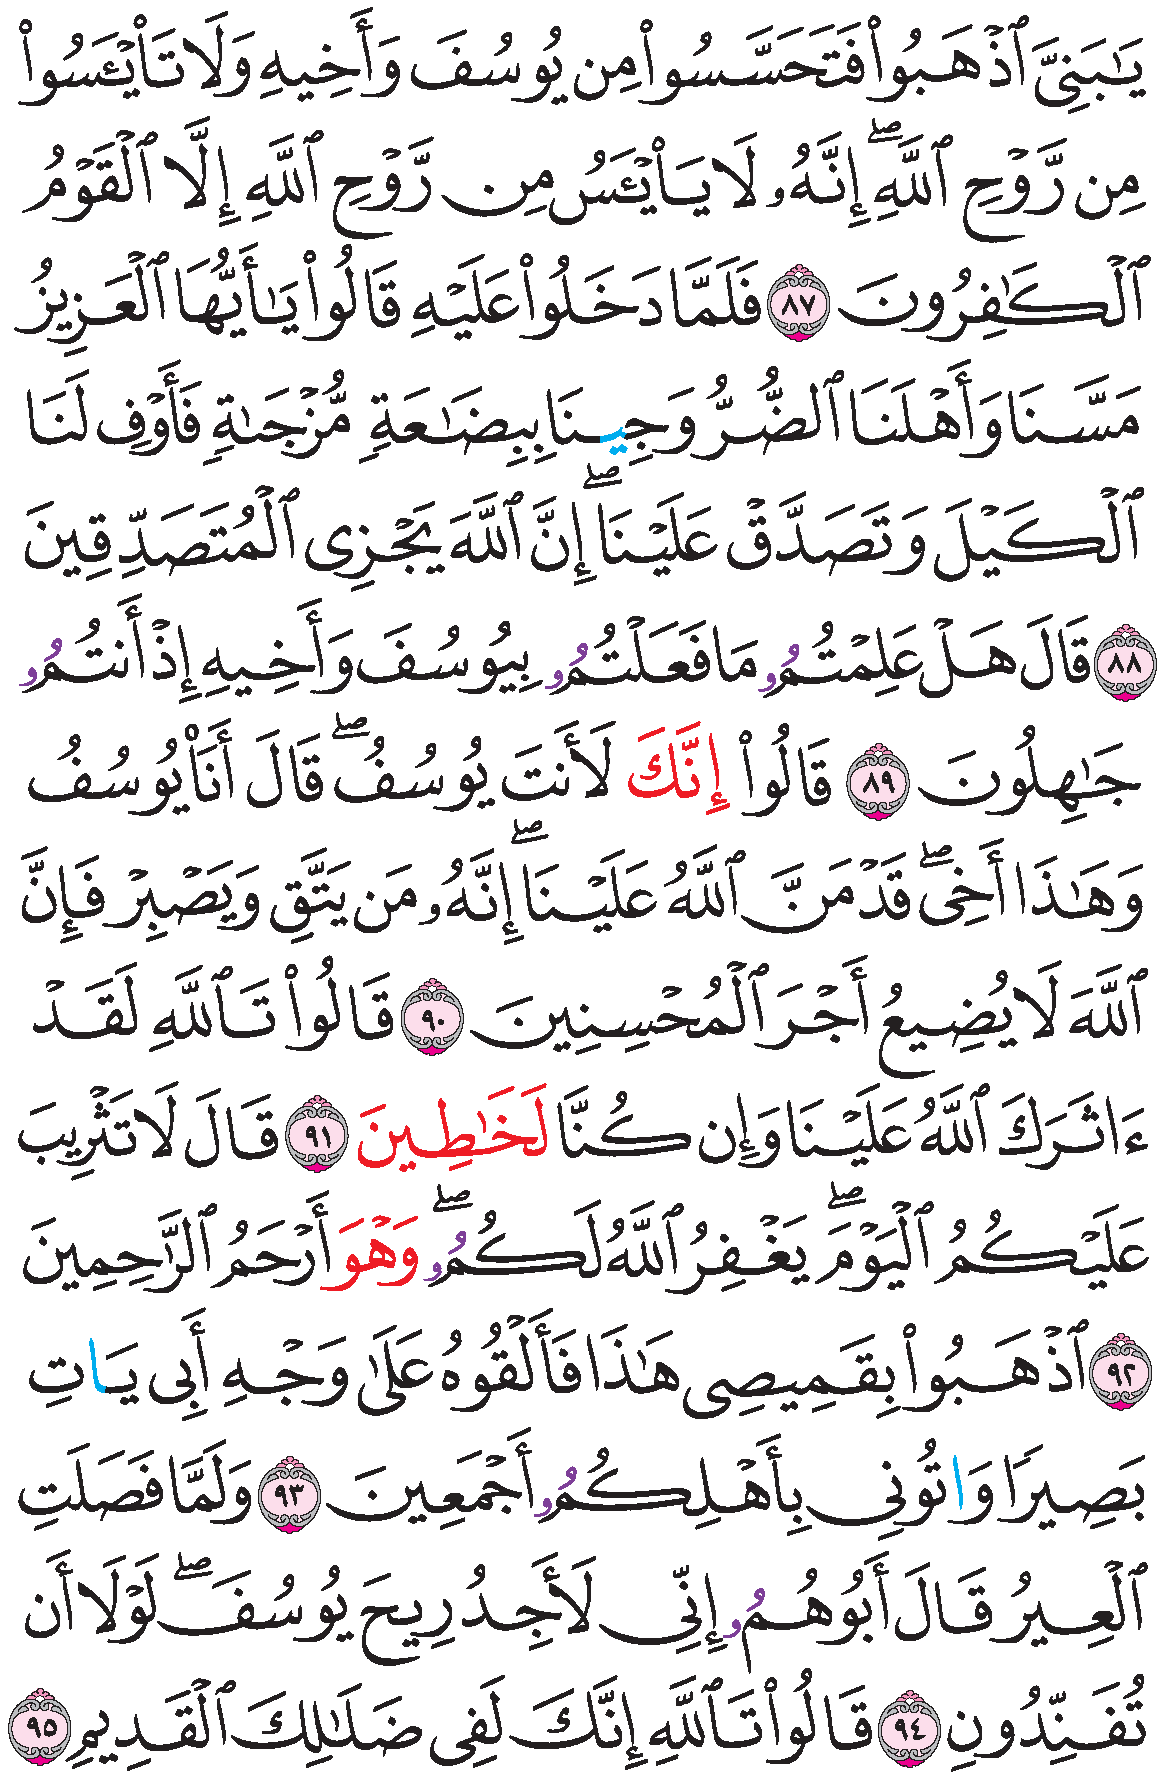 يَٰبَنِىَّ ٱذۡهَبُواْ فَتَحَسَّسُواْ مِن يُوسُفَ وَأَخِيهِ وَلَا تَاْيۡـَٔسُواْ
مِن رَّوۡحِ ٱللَّهِۖ إِنَّهُۥ لَا يَاْيۡـَٔسُ مِن رَّوۡحِ ٱللَّهِ إِلَّا ٱلۡقَوۡمُ
ٱلۡكَٰفِرُونَ ٨٧ فَلَمَّا دَخَلُواْ عَلَيۡهِ قَالُواْ يَٰٓأَيُّهَا ٱلۡعَزِيزُ
مَسَّنَا وَأَهۡلَنَا ٱلضُّرُّ وَجِينَا بِبِضَٰعَةٍ مُّزۡجَىٰةٍ فَأَوۡفِ لَنَا
ٱلۡكَيۡلَ وَتَصَدَّقۡ عَلَيۡنَاۖ إِنَّ ٱللَّهَ يَجۡزِى ٱلۡمُتَصَدِّقِينَ
٨٨ قَالَ هَلۡ عَلِمۡتُمُۥ مَا فَعَلۡتُمُۥ بِيُوسُفَ وَأَخِيهِ إِذۡ أَنتُمُۥ
جَٰهِلُونَ ٨٩ قَالُواْ إِنَّكَ لَأَنتَ يُوسُفُۖ قَالَ أَنَا۠ يُوسُفُ
وَهَٰذَا أَخِىۖ قَدۡ مَنَّ ٱللَّهُ عَلَيۡنَاۖ إِنَّهُۥ مَن يَتَّقِ وَيَصۡبِرۡ فَإِنَّ
ٱللَّهَ لَا يُضِيعُ أَجۡرَ ٱلۡمُحۡسِنِينَ ٩٠ قَالُواْ تَٱللَّهِ لَقَدۡ
ءَاثَرَكَ ٱللَّهُ عَلَيۡنَا وَإِن كُنَّا لَخَٰطِينَ ٩١ قَالَ لَا تَثۡرِيبَ
عَلَيۡكُمُ ٱلۡيَوۡمَۖ يَغۡفِرُ ٱللَّهُ لَكُمُۥۖ وَهۡوَ أَرۡحَمُ ٱلرَّٰحِمِينَ
٩٢ ٱذۡهَبُواْ بِقَمِيصِى هَٰذَا فَأَلۡقُوهُ عَلَىٰ وَجۡهِ أَبِى يَاتِ
بَصِيرًا وَاتُونِى بِأَهۡلِكُمُۥ أَجۡمَعِينَ ٩٣ وَلَمَّا فَصَلَتِ
ٱلۡعِيرُ قَالَ أَبُوهُمُۥ إِنِّى لَأَجِدُ رِيحَ يُوسُفَۖ لَوۡلَا أَن
تُفَنِّدُونِ ٩٤ قَالُواْ تَٱللَّهِ إِنَّكَ لَفِى ضَلَٰلِكَ ٱلۡقَدِيمِ ٩٥